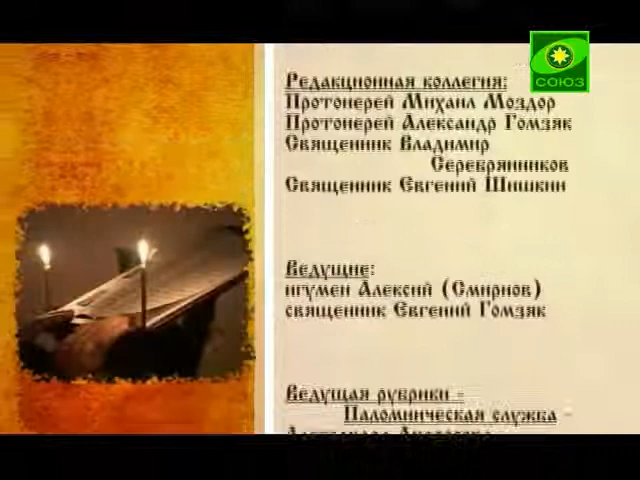 СОЮЗ
Редакционная коллегия:
Протоиерей Михаил Моздор
Протоиерей Александр Гомзяк
Священник Владимир
Серебрянников
Священник Евгений Шишкин
Ведущие:
игумен Алексий (Смирнов)
священник Евгений Гомзяк
Ведущая рубрики -
Паломническая служба -